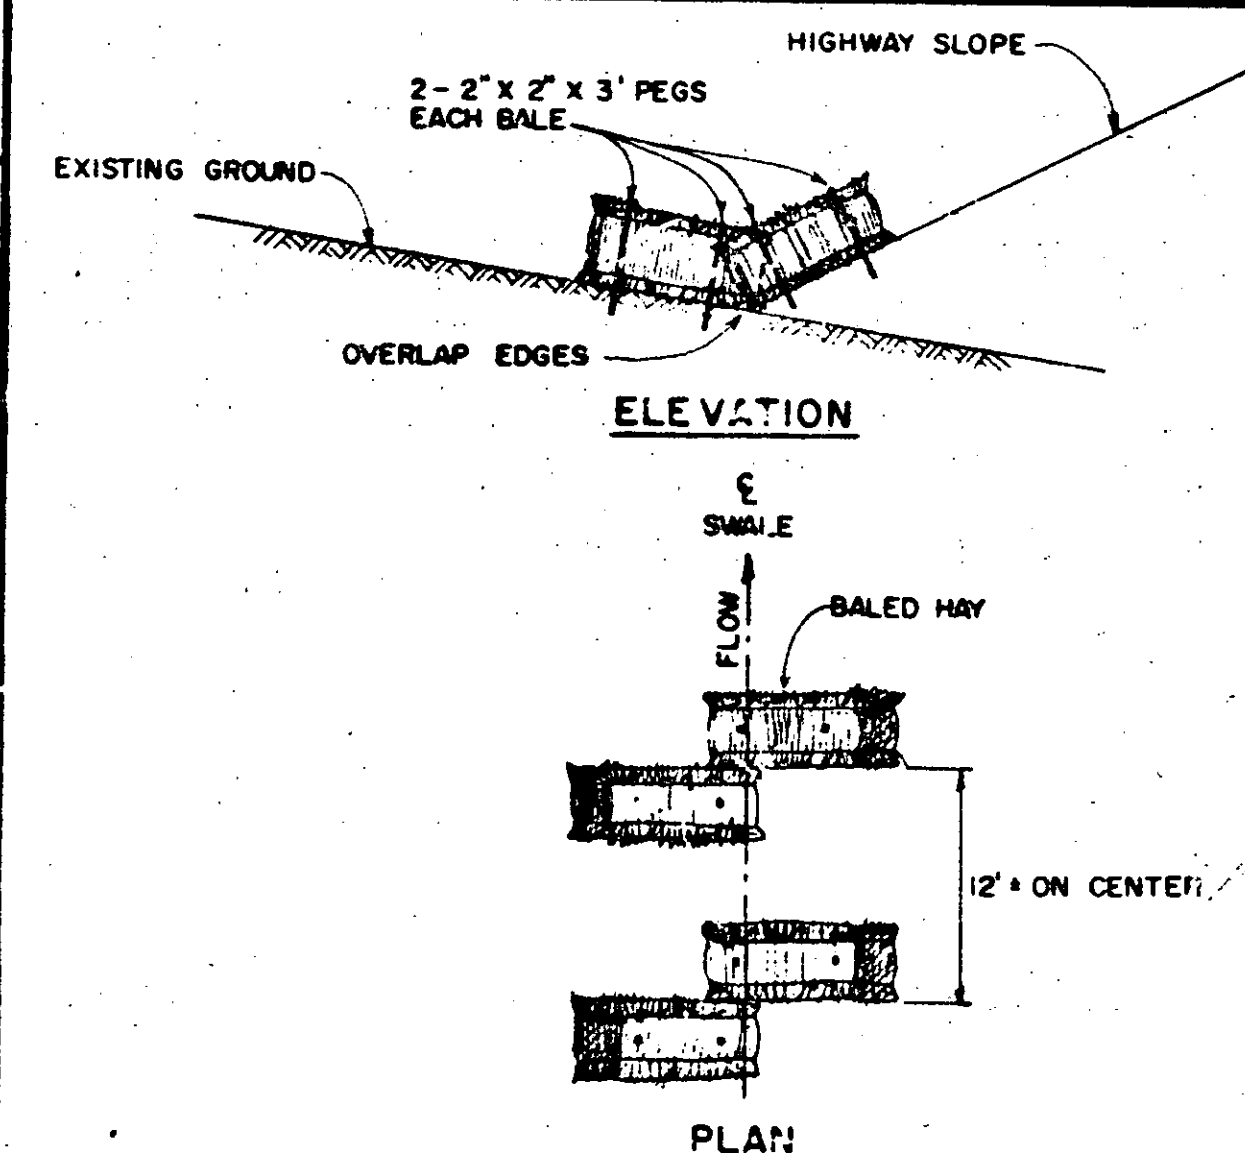 HIGHWAY SLOPE
2-2" X 2" X 3' PEGS
EACH BALE
EXISTING GROUND
OVERLAP EDGES
ELEVATION
℄
SWALE
FLOW
BALED HAY
12'± ON CENTER
PLAN